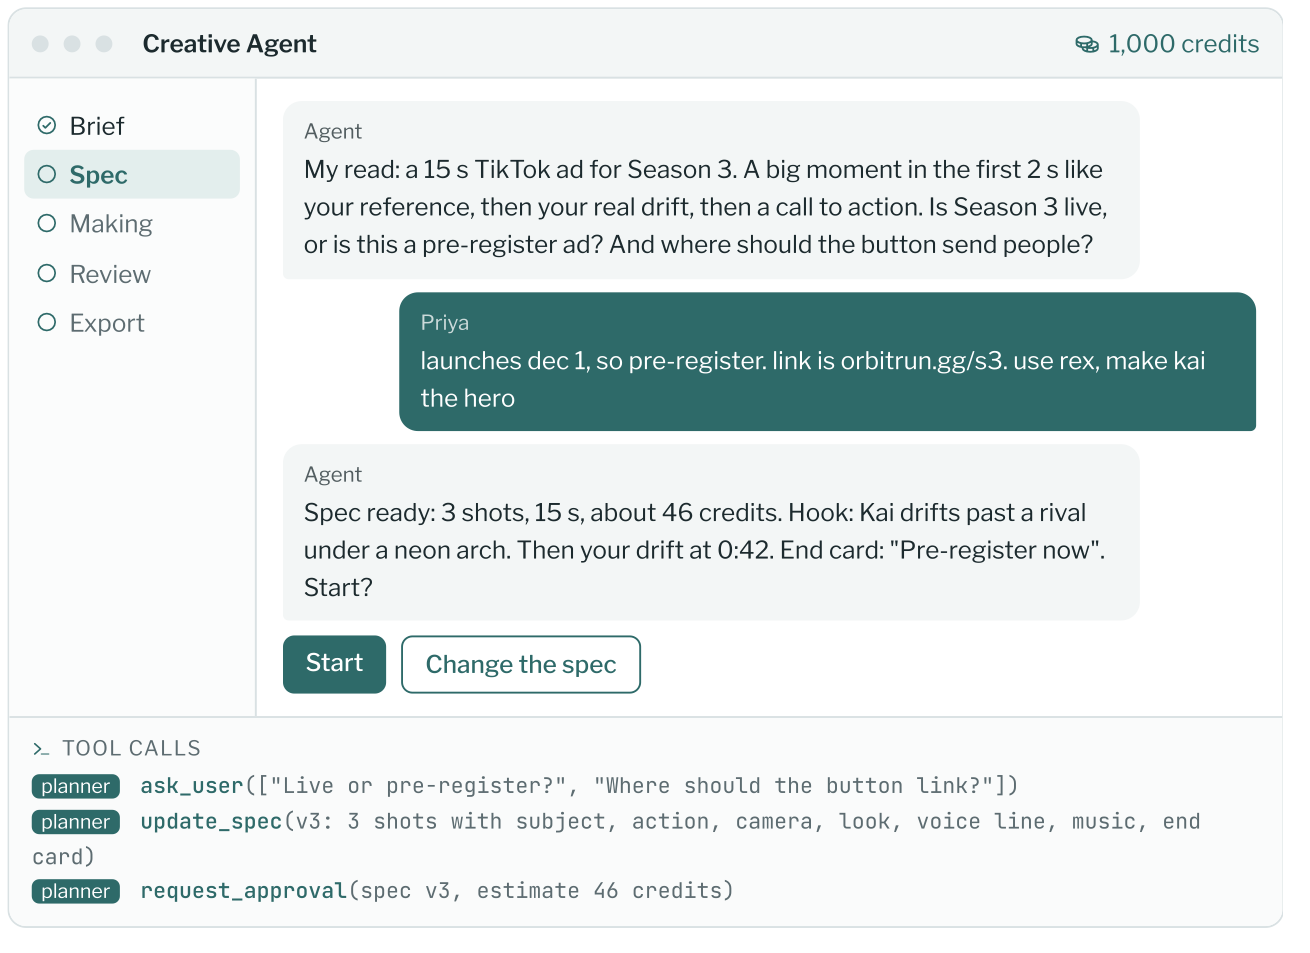 Creative Agent
1,000 credits
Brief
Spec
Making
Review
Export
Agent
My read: a 15 s TikTok ad for Season 3. A big moment in the first 2 s like
your reference, then your real drift, then a call to action. Is Season 3 live,
or is this a pre-register ad? And where should the button send people?
Priya
launches dec 1, so pre-register. link is orbitrun.gg/s3. use rex, make kai
the hero
Agent
Spec ready: 3 shots, 15 s, about 46 credits. Hook: Kai drifts past a rival
under a neon arch. Then your drift at 0:42. End card: "Pre-register now".
Start?
Start
Change the spec
TOOL CALLS
planner ask_user(["Live or pre-register?", "Where should the button link?"])
planner update_spec(v3: 3 shots with subject, action, camera, look, voice line, music, end
card)
planner request_approval(spec v3, estimate 46 credits)